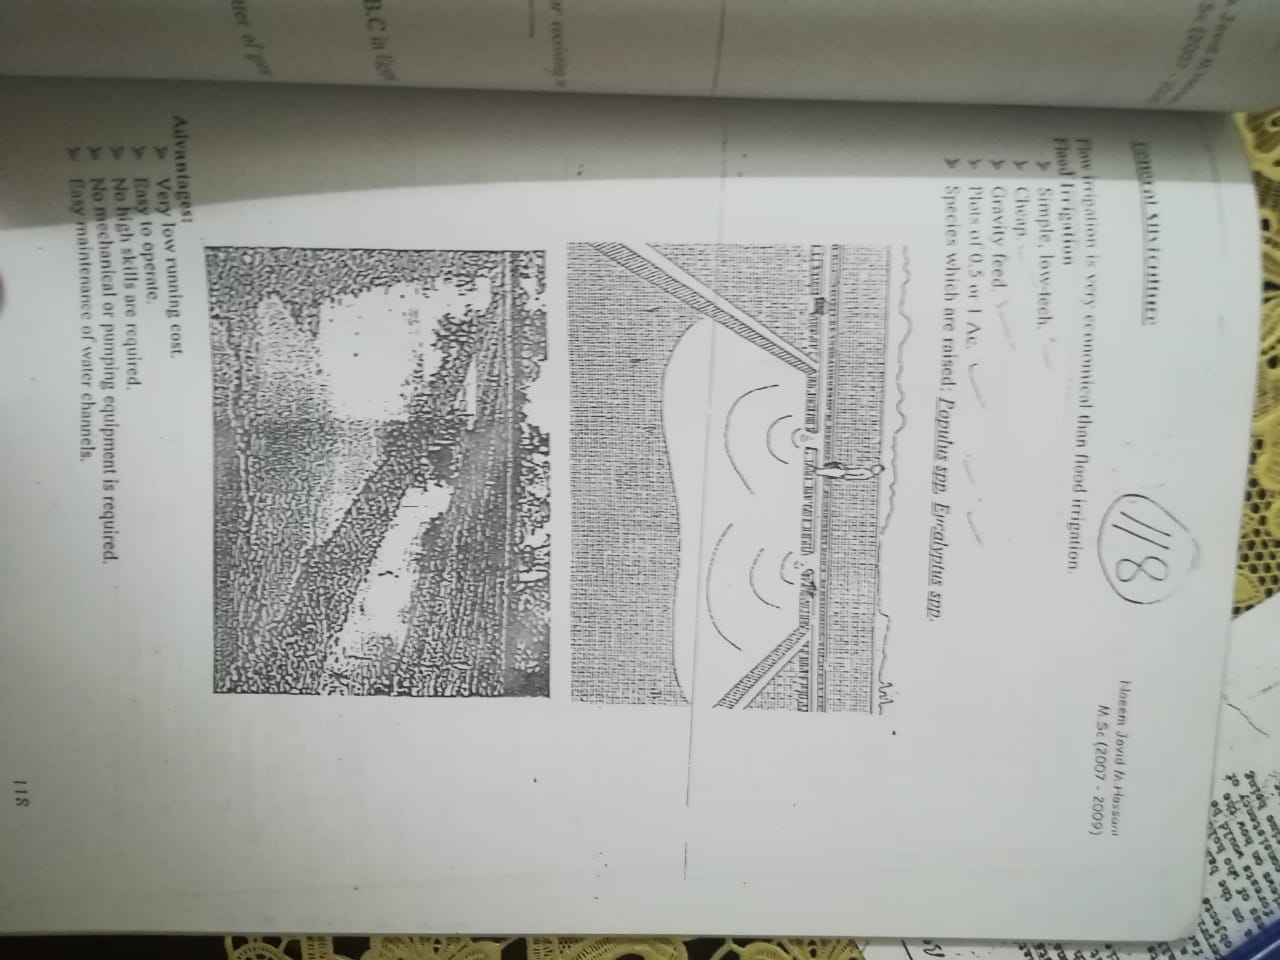 General Silviculture
118
Naeem Javid M.Hassani
M.Sc (2007 - 2009)
Flow irrigation is very economical than flood irrigation.
Flood Irrigation
➤ Simple, low-tech.
➤ Cheap.
➤ Gravity feed.
➤ Plots of 0.5 or 1 Ac.
➤ Species which are raised: Populus spp, Eucalyptus spp.
Advantages:
➤ Very low running cost.
➤ Easy to operate.
➤ No high skills are required.
➤ No mechanical or pumping equipment is required.
➤ Easy maintenance of water channels.
118
B.C in